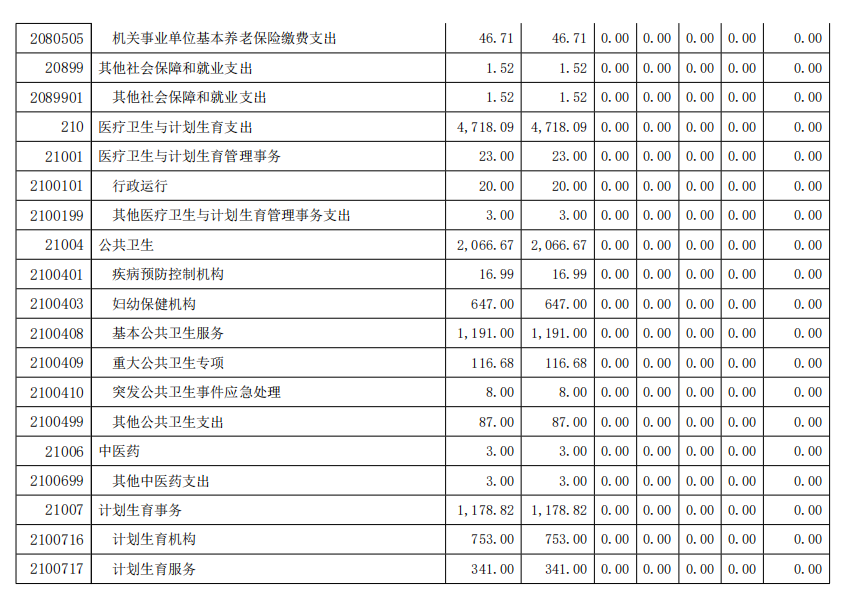 2080505 机关事业单位基本养老保险缴费支出 46.71 46.71 0.00 0.00 0.00 0.00 0.00
20899 其他社会保障和就业支出 1.52 1.52 0.00 0.00 0.00 0.00 0.00
2089901 其他社会保障和就业支出 1.52 1.52 0.00 0.00 0.00 0.00 0.00
210 医疗卫生与计划生育支出 4,718.09 4,718.09 0.00 0.00 0.00 0.00 0.00
21001 医疗卫生与计划生育管理事务 23.00 23.00 0.00 0.00 0.00 0.00 0.00
2100101 行政运行 20.00 20.00 0.00 0.00 0.00 0.00 0.00
2100199 其他医疗卫生与计划生育管理事务支出 3.00 3.00 0.00 0.00 0.00 0.00 0.00
21004 公共卫生 2,066.67 2,066.67 0.00 0.00 0.00 0.00 0.00
2100401 疾病预防控制机构 16.99 16.99 0.00 0.00 0.00 0.00 0.00
2100403 妇幼保健机构 647.00 647.00 0.00 0.00 0.00 0.00 0.00
2100408 基本公共卫生服务 1,191.00 1,191.00 0.00 0.00 0.00 0.00 0.00
2100409 重大公共卫生专项 116.68 116.68 0.00 0.00 0.00 0.00 0.00
2100410 突发公共卫生事件应急处理 8.00 8.00 0.00 0.00 0.00 0.00 0.00
2100499 其他公共卫生支出 87.00 87.00 0.00 0.00 0.00 0.00 0.00
21006 中医药 3.00 3.00 0.00 0.00 0.00 0.00 0.00
2100699 其他中医药支出 3.00 3.00 0.00 0.00 0.00 0.00 0.00
21007 计划生育事务 1,178.82 1,178.82 0.00 0.00 0.00 0.00 0.00
2100716 计划生育机构 753.00 753.00 0.00 0.00 0.00 0.00 0.00
2100717 计划生育服务 341.00 341.00 0.00 0.00 0.00 0.00 0.00